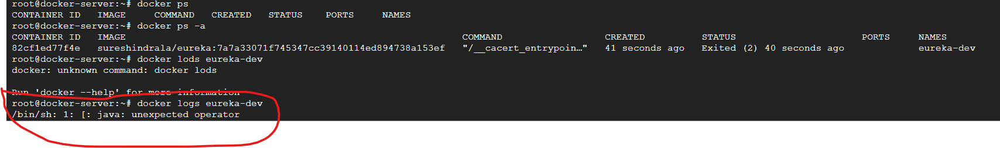 root@docker-server:~# docker ps
CONTAINER ID   IMAGE     COMMAND   CREATED   STATUS    PORTS     NAMES
root@docker-server:~# docker ps -a
CONTAINER ID   IMAGE                                                         COMMAND                  CREATED          STATUS                      PORTS     NAMES
82cf1ed77f4e   sureshindrala/eureka:7a7a33071f745347cc39140114ed894738a153ef   "/__cacert_entrypoin…"   41 seconds ago   Exited (2) 40 seconds ago             eureka-dev
root@docker-server:~# docker lods eureka-dev
docker: unknown command: docker lods
Run 'docker --help' for more information
root@docker-server:~# docker logs eureka-dev
/bin/sh: 1: [: java: unexpected operator